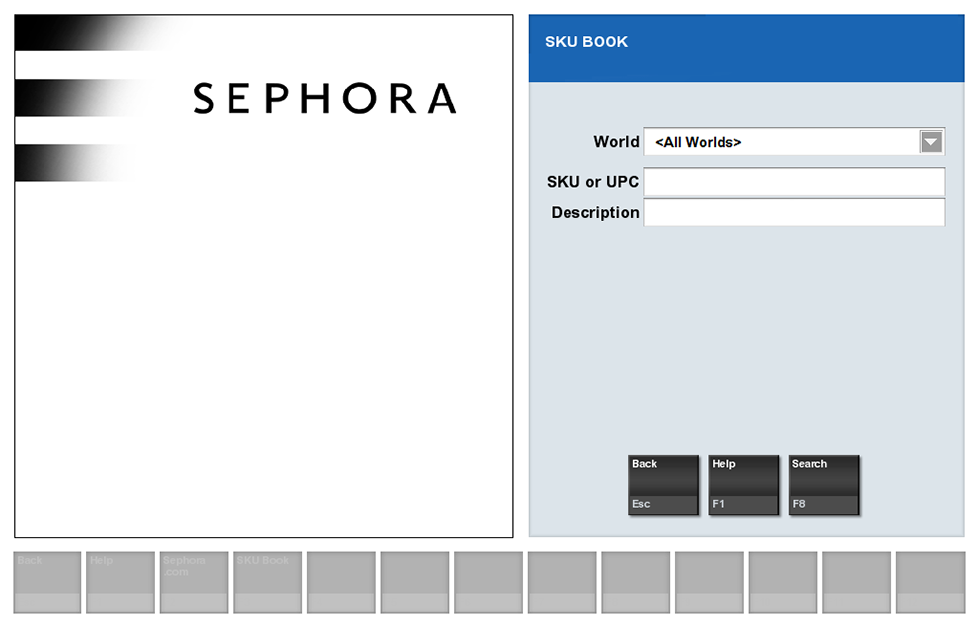 SEPHORA
SKU BOOK
World <All Worlds>
SKU or UPC
Description
Back
Esc
Help
F1
Search
F8
Back
Help
Sephora
.com
SKU Book